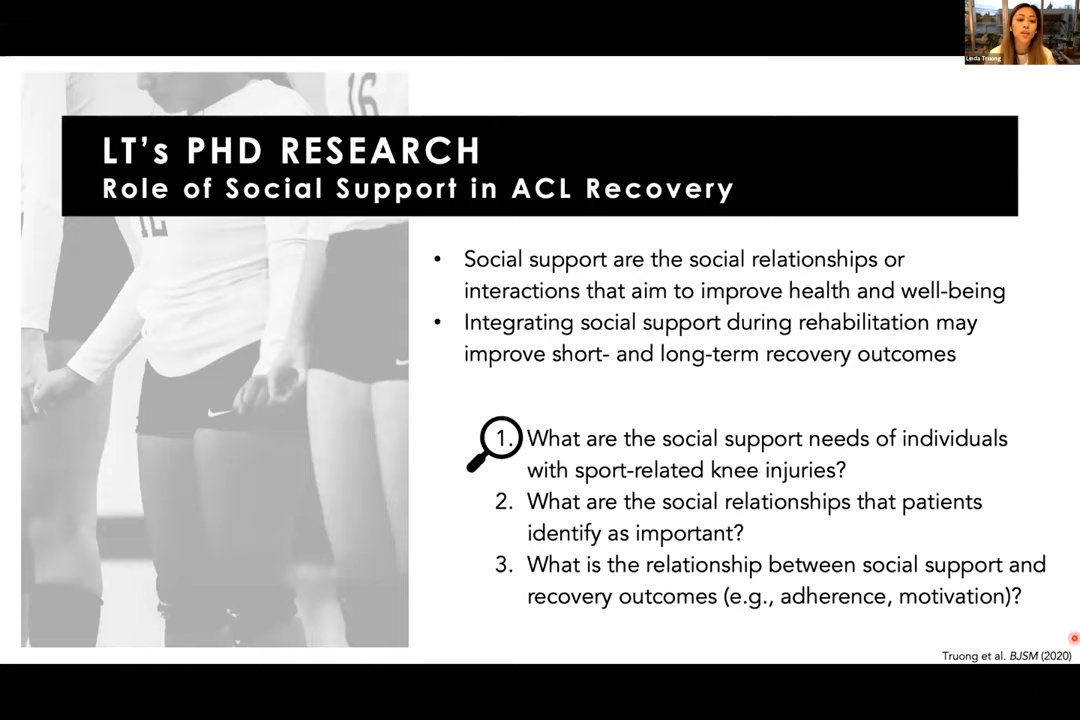 Linda Truong
16
LT's PHD RESEARCH
Role of Social Support in ACL Recovery
12
• Social support are the social relationships or
interactions that aim to improve health and well-being
• Integrating social support during rehabilitation may
improve short- and long-term recovery outcomes
1. What are the social support needs of individuals
with sport-related knee injuries?
2. What are the social relationships that patients
identify as important?
3. What is the relationship between social support and
recovery outcomes (e.g., adherence, motivation)?
Truong et al. BJSM (2020)